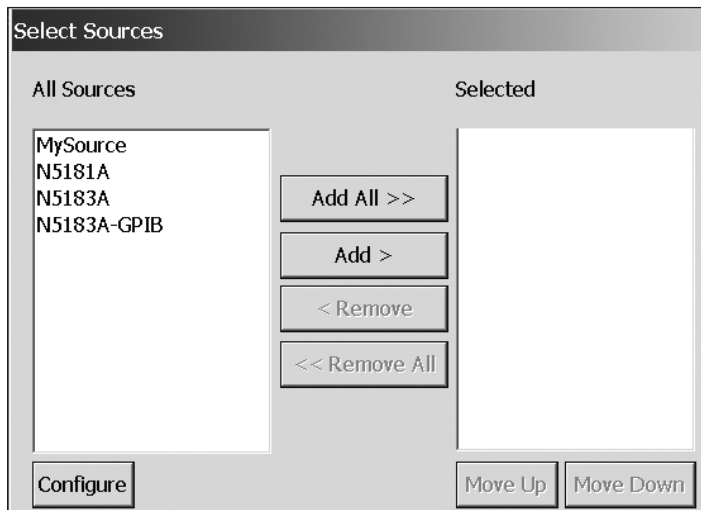 Select Sources
All Sources
Selected
MySource
N5181A
N5183A
N5183A-GPIB
Add All >>
Add >
< Remove
<< Remove All
Configure
Move Up
Move Down